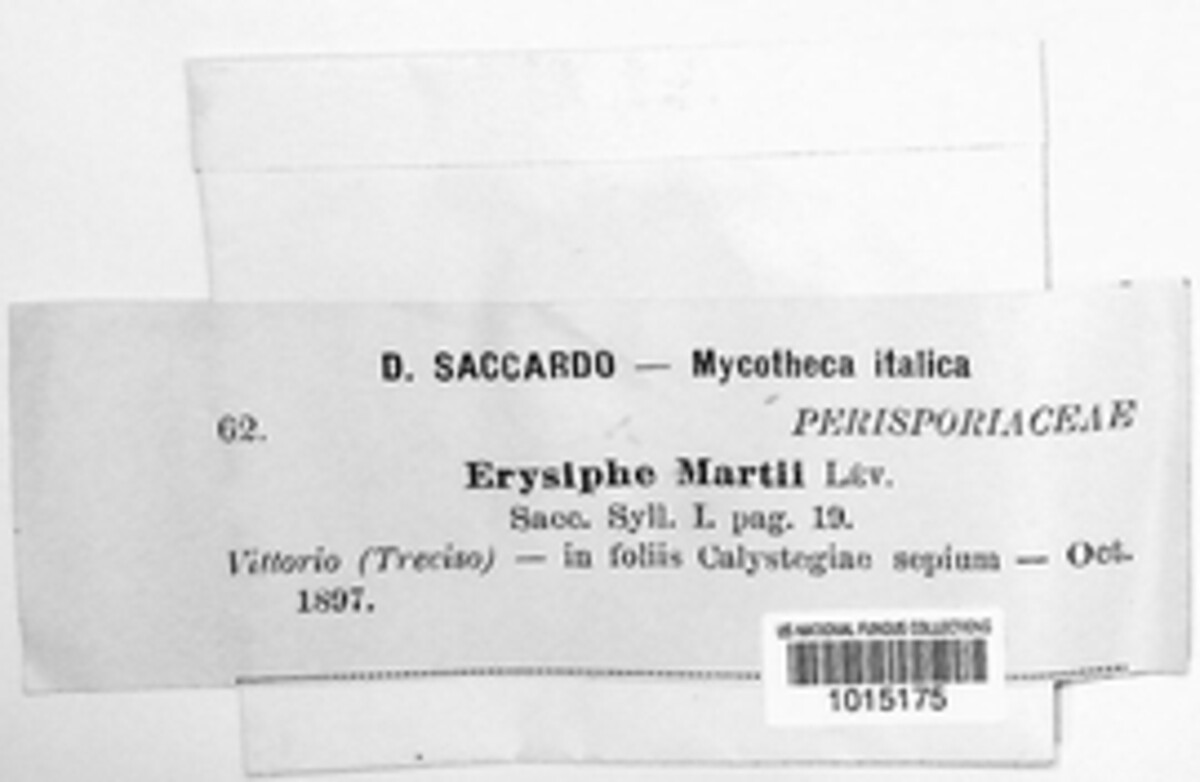 D. SACCARDO — Mycotheca italica
62. PERISPORIACEAE
Erysiphe Martii Lév.
Sacc. Syll. I. pag. 19.
Vittorio (Treviso) — in foliis Calystegiae sepium — Oct.
1897.
US NATIONAL FUNGUS COLLECTIONS
1015175